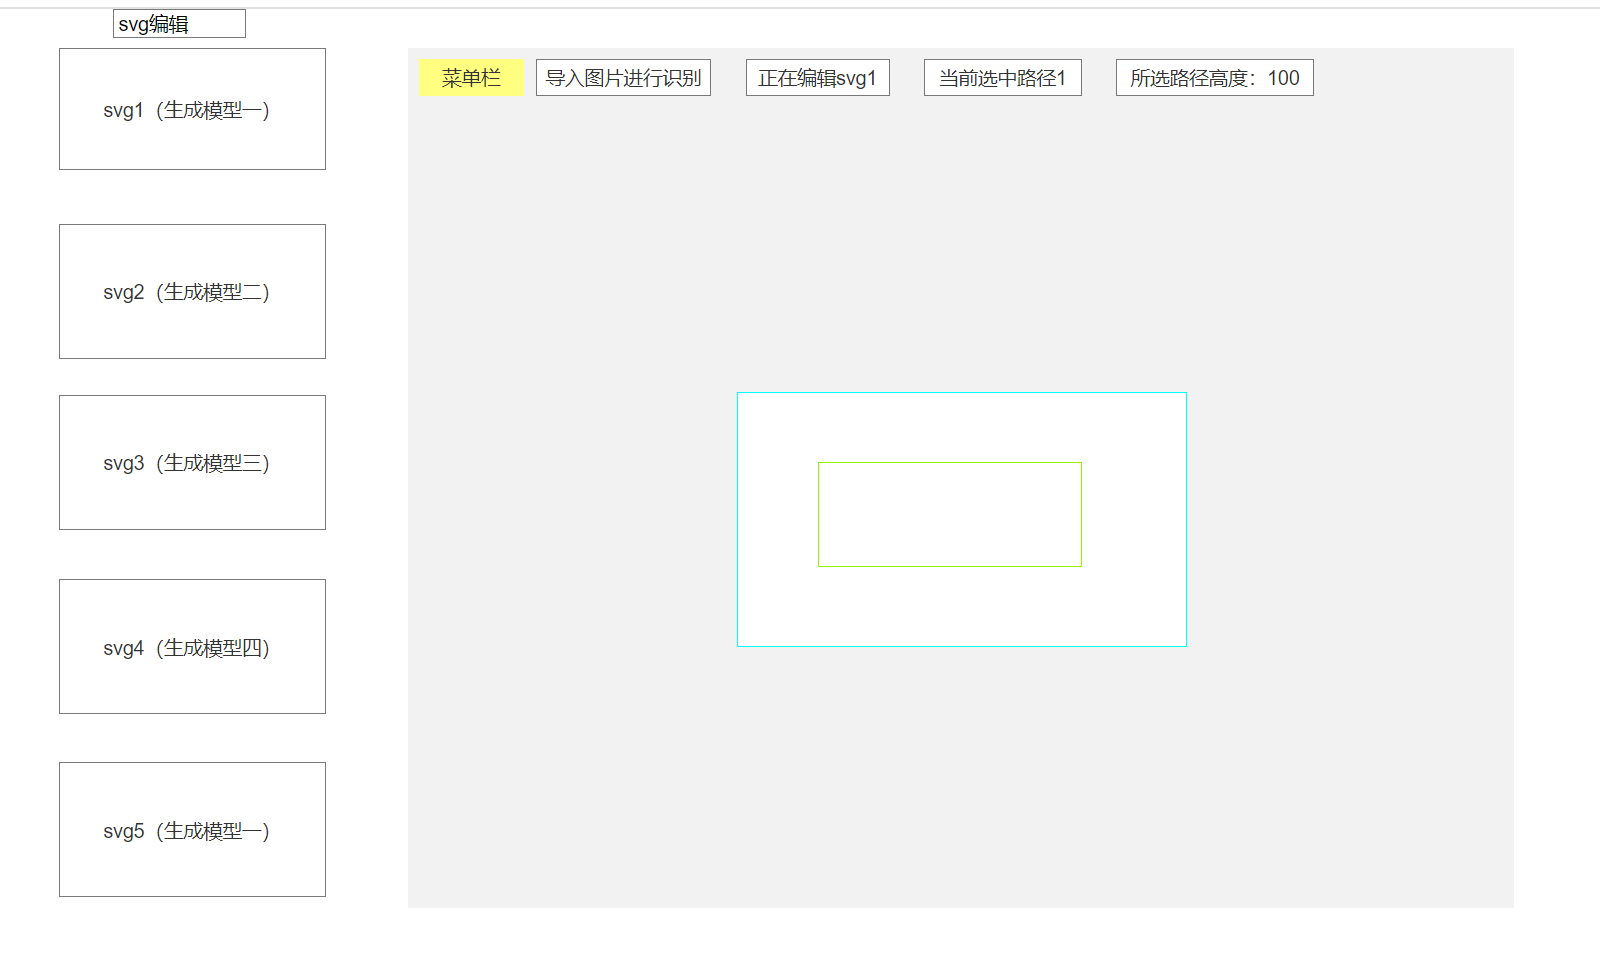 svg编辑
svg1（生成模型一）
svg2（生成模型二）
svg3（生成模型三）
svg4（生成模型四）
svg5（生成模型一）
菜单栏 导入图片进行识别 正在编辑svg1 当前选中路径1 所选路径高度：100